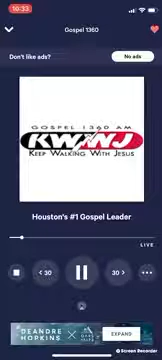 10:33
Gospel 1360
Don't like ads?
No ads
GOSPEL 1360 AM
KWWJ
KEEP WALKING WITH JESUS
Houston's #1 Gospel Leader
LIVE
30
30
DEANDRE
HOPKINS
EXPAND
Screen Recorder